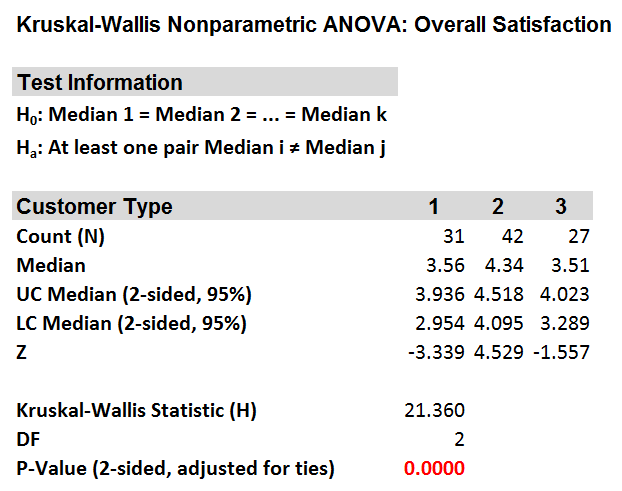 Kruskal-Wallis Nonparametric ANOVA: Overall Satisfaction
Test Information
H₀: Median 1 = Median 2 = ... = Median k
Hₐ: At least one pair Median i ≠ Median j
Customer Type 1 2 3
Count (N) 31 42 27
Median 3.56 4.34 3.51
UC Median (2-sided, 95%) 3.936 4.518 4.023
LC Median (2-sided, 95%) 2.954 4.095 3.289
Z -3.339 4.529 -1.557
Kruskal-Wallis Statistic (H) 21.360
DF 2
P-Value (2-sided, adjusted for ties) 0.0000